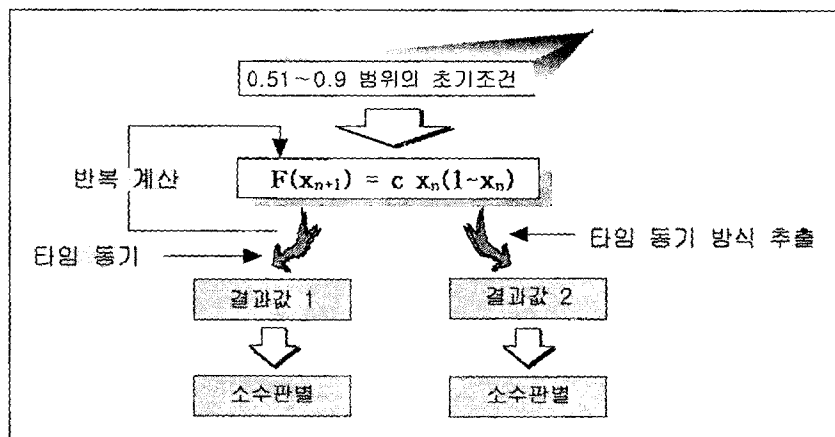 0.51~0.9 범위의 초기조건
반복 계산
F(xₙ₊₁) = c xₙ(1~xₙ)
타임 동기
타임 동기 방식 추출
결과값 1
결과값 2
소수판별
소수판별